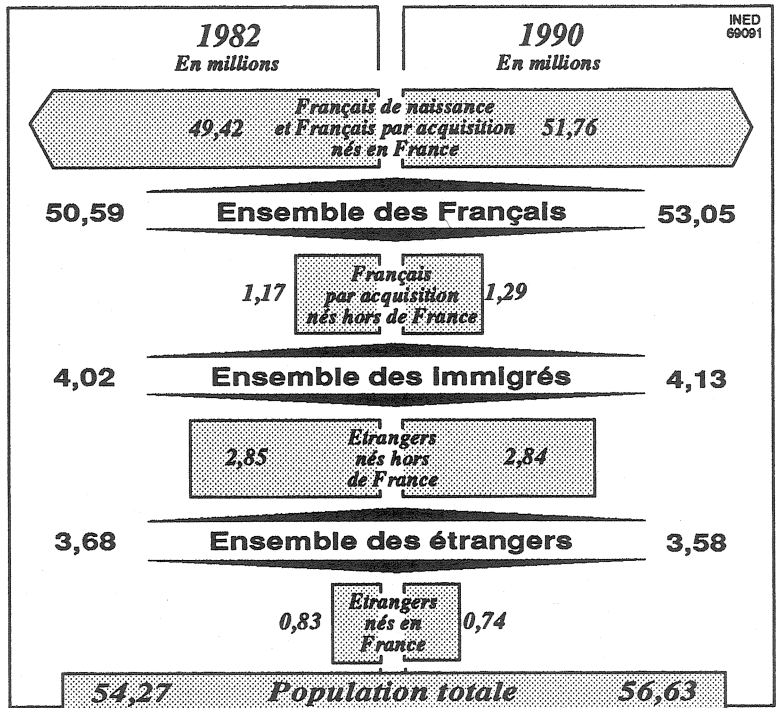 INED
69091
1982 1990
En millions En millions
Français de naissance
49,42 et Français par acquisition 51,76
nés en France
50,59 Ensemble des Français 53,05
Français
1,17 par acquisition 1,29
nés hors de France
4,02 Ensemble des immigrés 4,13
Etrangers
2,85 nés hors 2,84
de France
3,68 Ensemble des étrangers 3,58
Etrangers
0,83 nés en 0,74
France
54,27 Population totale 56,63